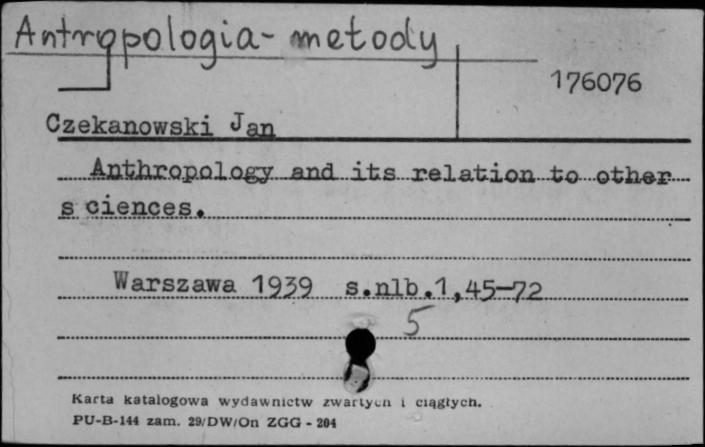 Antropologia - metody
176076
Czekanowski Jan
Anthropology and its relation to other
s ciences.
Warszawa 1939 s.nlb.1,45-72
5
Karta katalogowa wydawnictw zwartych i ciągłych.
PU-B-144 zam. 29/DW/On ZGG - 204